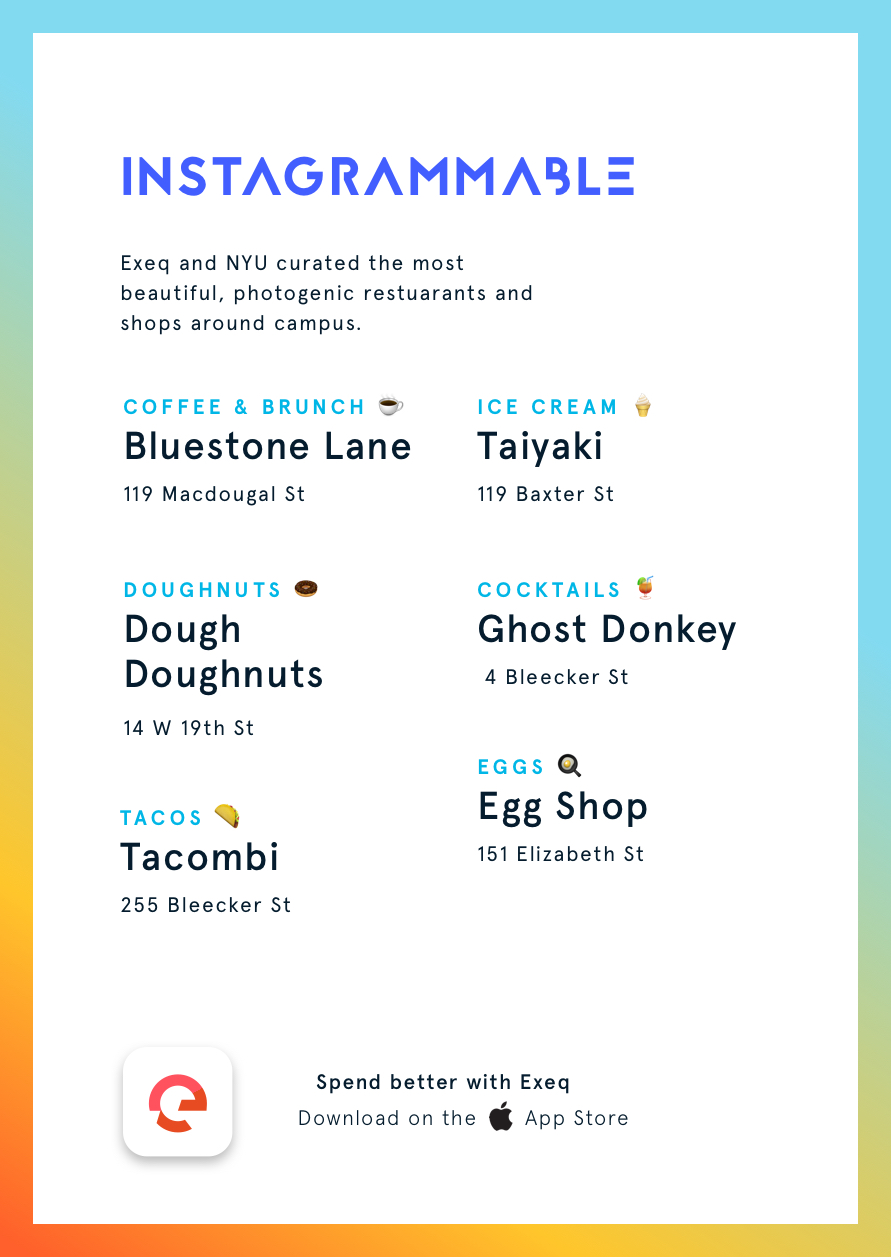 INSTAGRAMMABLE
Exeq and NYU curated the most
beautiful, photogenic restuarants and
shops around campus.
COFFEE & BRUNCH ☕
Bluestone Lane
119 Macdougal St
DOUGHNUTS 🍩
Dough
Doughnuts
14 W 19th St
TACOS 🌮
Tacombi
255 Bleecker St
ICE CREAM 🍦
Taiyaki
119 Baxter St
COCKTAILS 🍹
Ghost Donkey
4 Bleecker St
EGGS 🍳
Egg Shop
151 Elizabeth St
Spend better with Exeq
Download on the App Store